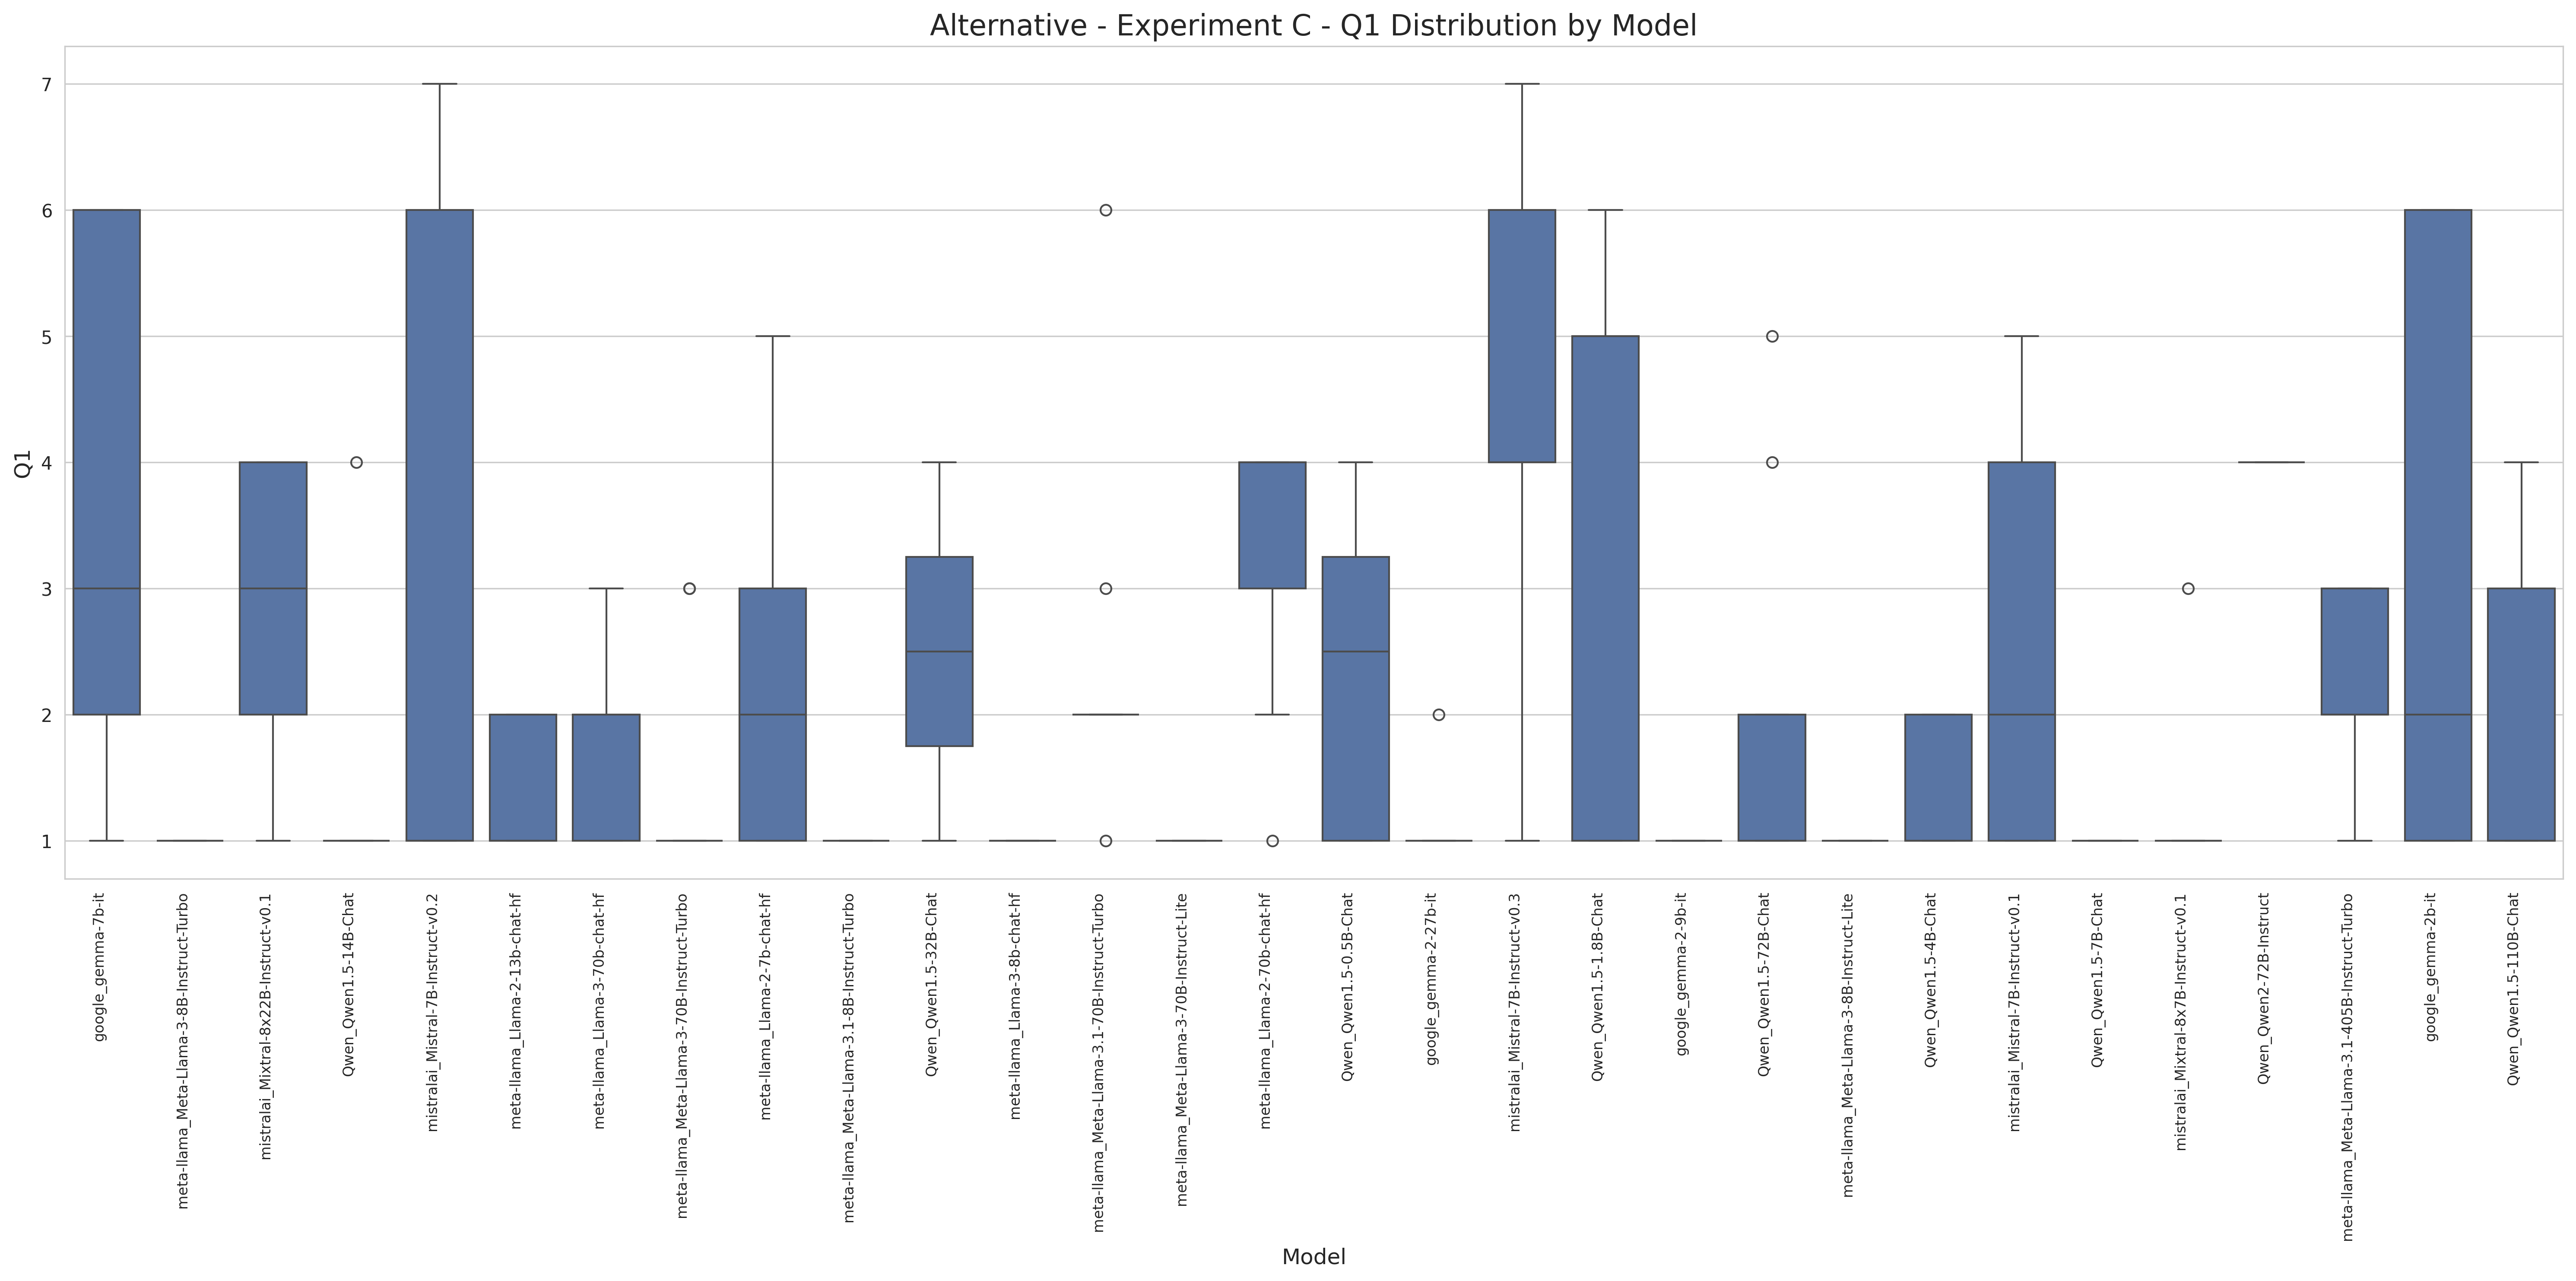 Alternative - Experiment C - Q1 Distribution by Model
Q1
7
6
5
4
3
2
1
google_gemma-7b-it
meta-llama_Meta-Llama-3-8B-Instruct-Turbo
mistralai_Mixtral-8x22B-Instruct-v0.1
Qwen_Qwen1.5-14B-Chat
mistralai_Mistral-7B-Instruct-v0.2
meta-llama_Llama-2-13b-chat-hf
meta-llama_Llama-3-70b-chat-hf
meta-llama_Meta-Llama-3-70B-Instruct-Turbo
meta-llama_Llama-2-7b-chat-hf
meta-llama_Meta-Llama-3.1-8B-Instruct-Turbo
Qwen_Qwen1.5-32B-Chat
meta-llama_Llama-3-8b-chat-hf
meta-llama_Meta-Llama-3.1-70B-Instruct-Turbo
meta-llama_Meta-Llama-3-70B-Instruct-Lite
meta-llama_Llama-2-70b-chat-hf
Qwen_Qwen1.5-0.5B-Chat
google_gemma-2-27b-it
mistralai_Mistral-7B-Instruct-v0.3
Qwen_Qwen1.5-1.8B-Chat
google_gemma-2-9b-it
Qwen_Qwen1.5-72B-Chat
meta-llama_Meta-Llama-3-8B-Instruct-Lite
Qwen_Qwen1.5-4B-Chat
mistralai_Mistral-7B-Instruct-v0.1
Qwen_Qwen1.5-7B-Chat
mistralai_Mixtral-8x7B-Instruct-v0.1
Qwen_Qwen2-72B-Instruct
meta-llama_Meta-Llama-3.1-405B-Instruct-Turbo
google_gemma-2b-it
Qwen_Qwen1.5-110B-Chat
Model